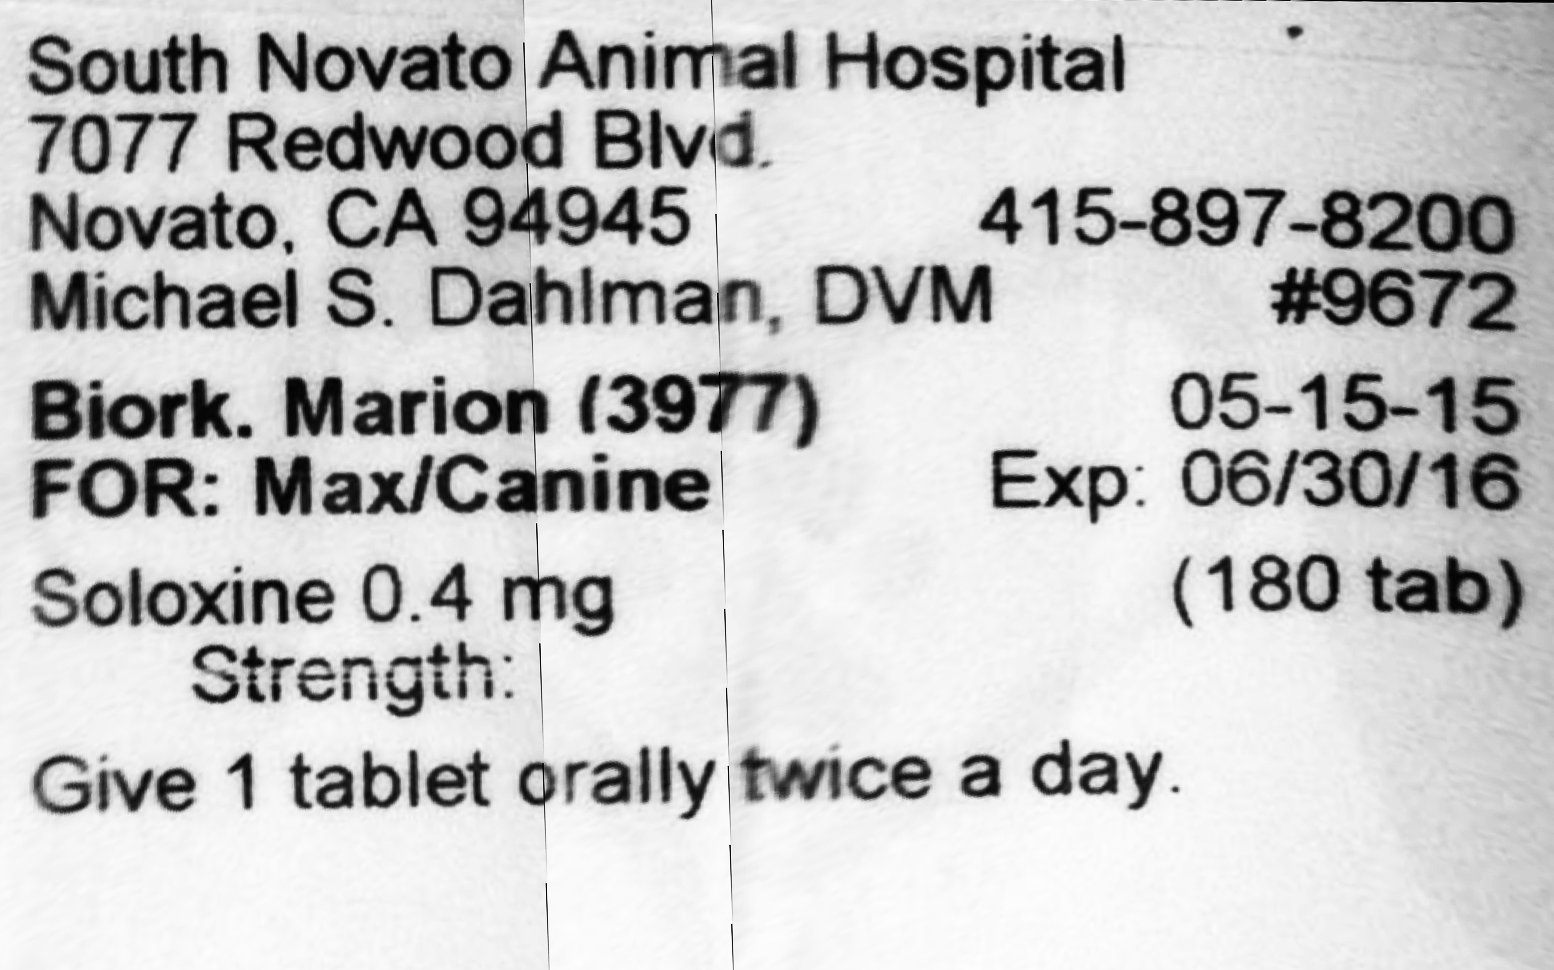 South Novato Animal Hospital
7077 Redwood Blvd.
Novato, CA 94945 415-897-8200
Michael S. Dahlman, DVM #9672
Biork. Marion (3977) 05-15-15
FOR: Max/Canine Exp: 06/30/16
Soloxine 0.4 mg (180 tab)
Strength:
Give 1 tablet orally twice a day.